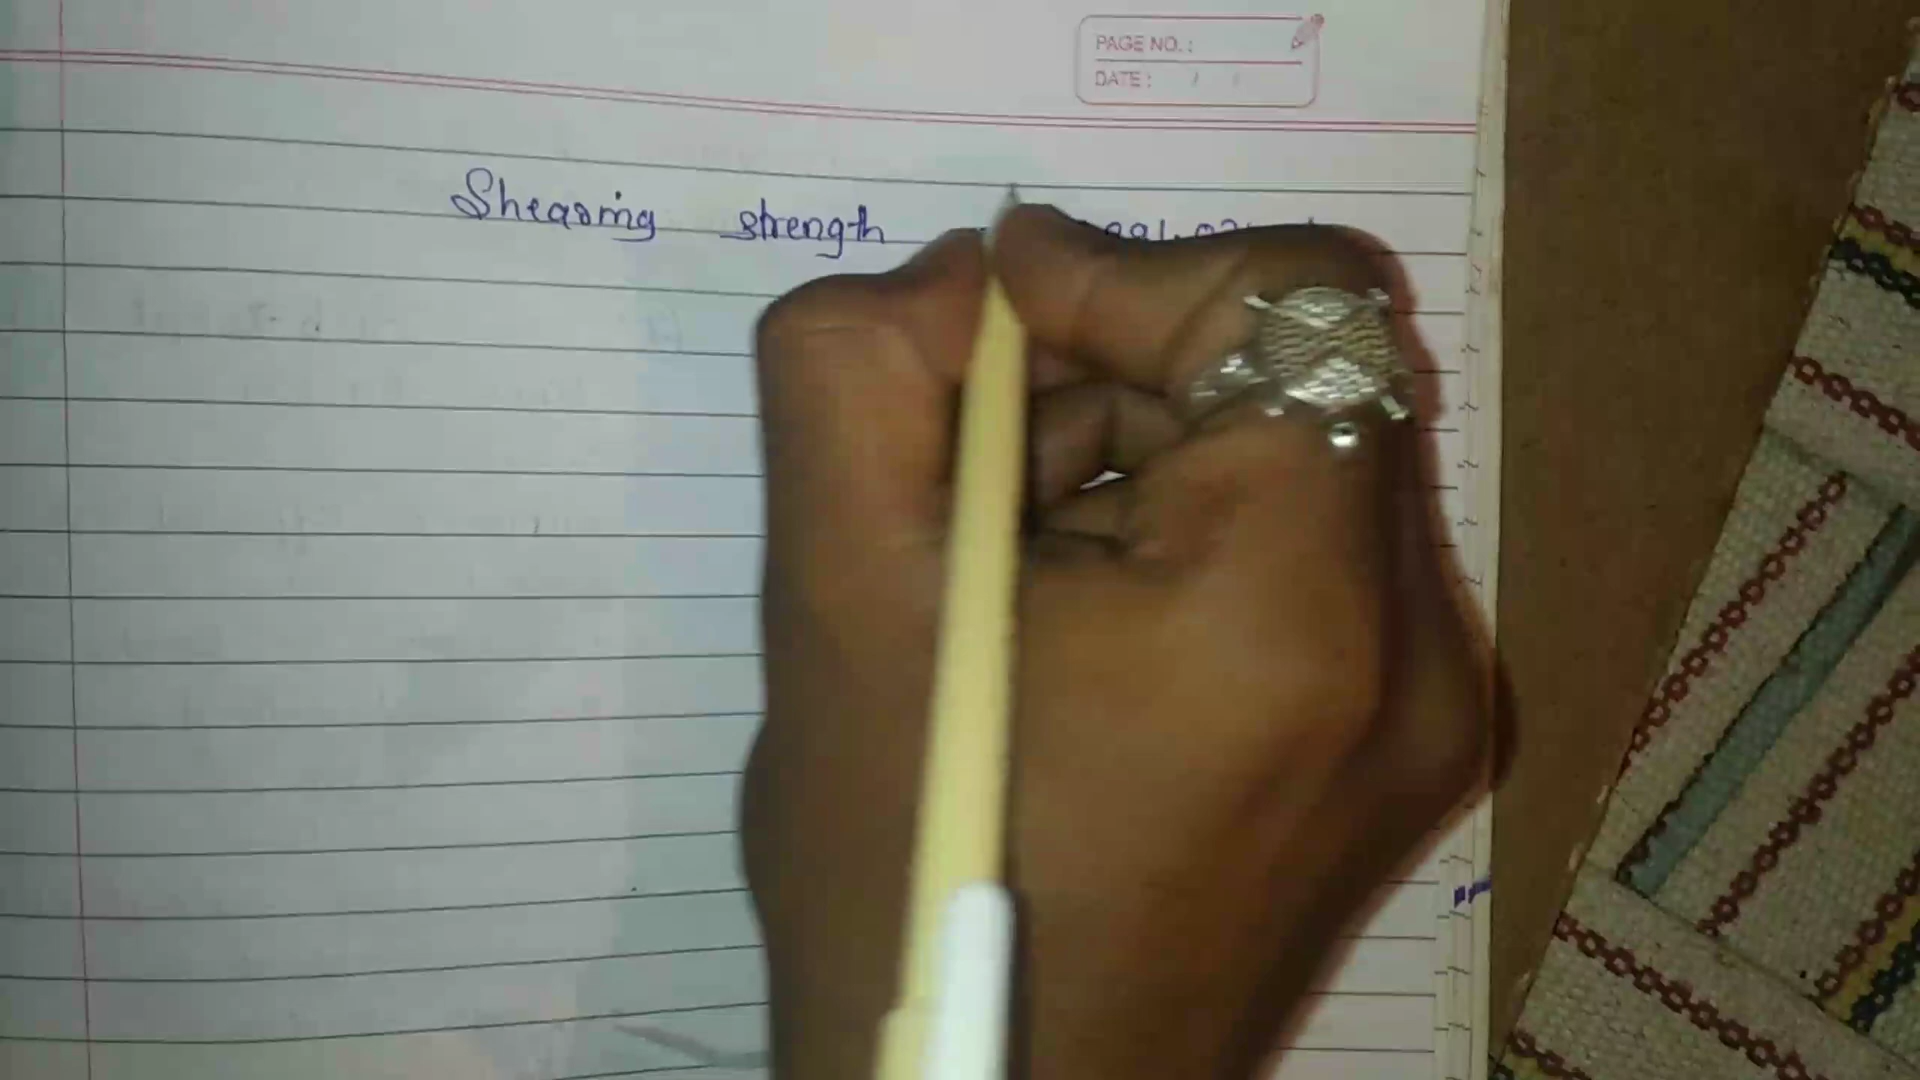 PAGE NO. :
DATE : / /
Shearing strength